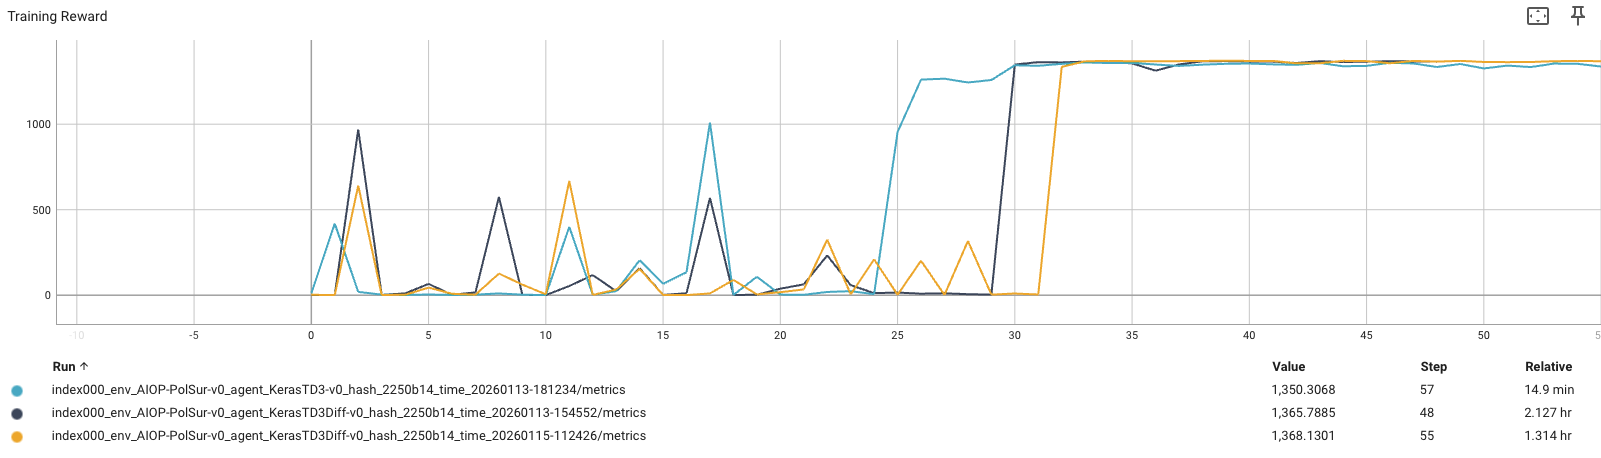 Training Reward
1000
500
0
-10 -5 0 5 10 15 20 25 30 35 40 45 50
Run Value Step Relative
index000_env_AIOP-PolSur-v0_agent_KerasTD3-v0_hash_2250b14_time_20260113-181234/metrics 1,350.3068 57 14.9 min
index000_env_AIOP-PolSur-v0_agent_KerasTD3Diff-v0_hash_2250b14_time_20260113-154552/metrics 1,365.7885 48 2.127 hr
index000_env_AIOP-PolSur-v0_agent_KerasTD3Diff-v0_hash_2250b14_time_20260115-112426/metrics 1,368.1301 55 1.314 hr